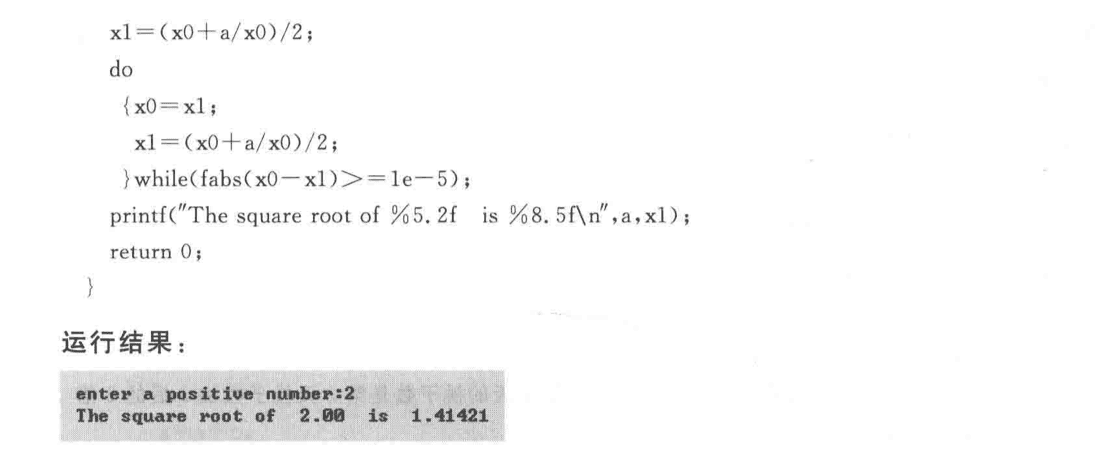 x1=(x0+a/x0)/2;
do
{x0=x1;
x1=(x0+a/x0)/2;
}while(fabs(x0-x1)>=1e-5);
printf("The square root of %5.2f  is %8.5f\n",a,x1);
return 0;
}
运行结果：
enter a positive number:2
The square root of  2.00  is  1.41421